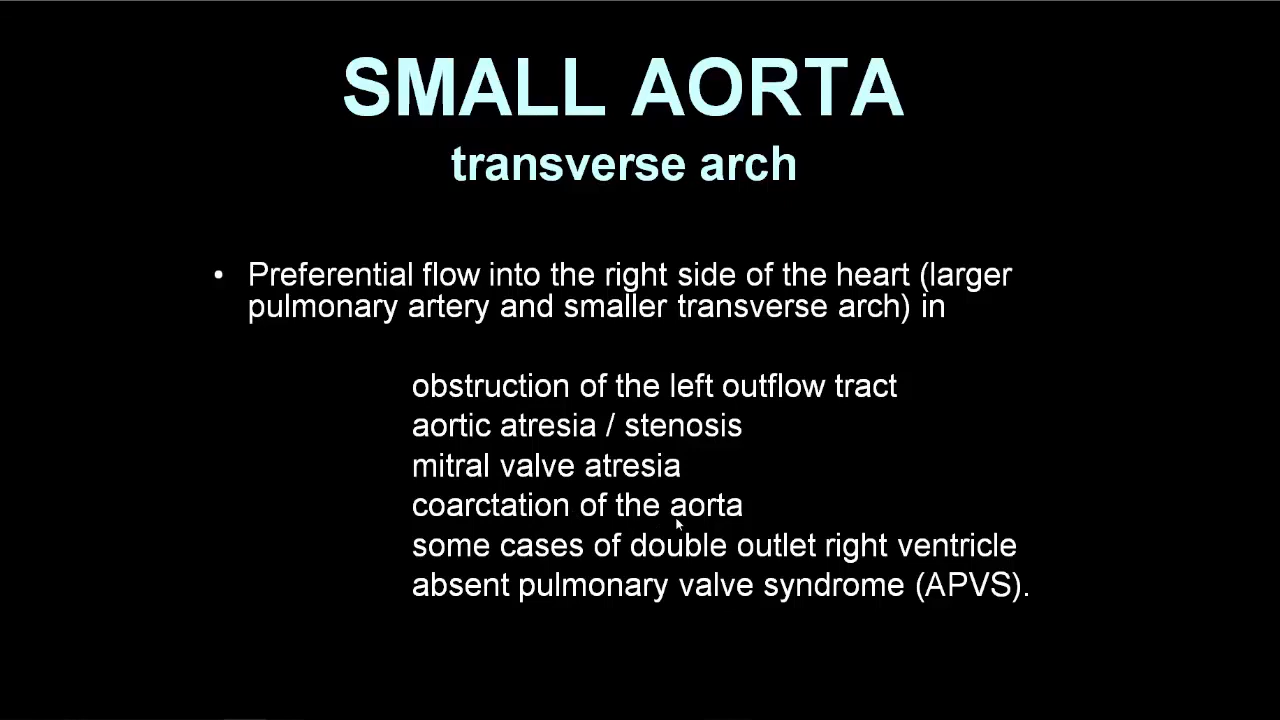 SMALL AORTA
transverse arch
• Preferential flow into the right side of the heart (larger
pulmonary artery and smaller transverse arch) in
obstruction of the left outflow tract
aortic atresia / stenosis
mitral valve atresia
coarctation of the aorta
some cases of double outlet right ventricle
absent pulmonary valve syndrome (APVS).